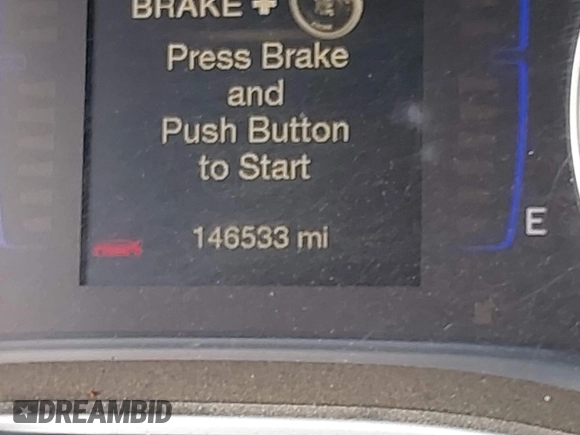 BRAKE +
Press Brake
and
Push Button
to Start
146533 mi
E
DREAMBID